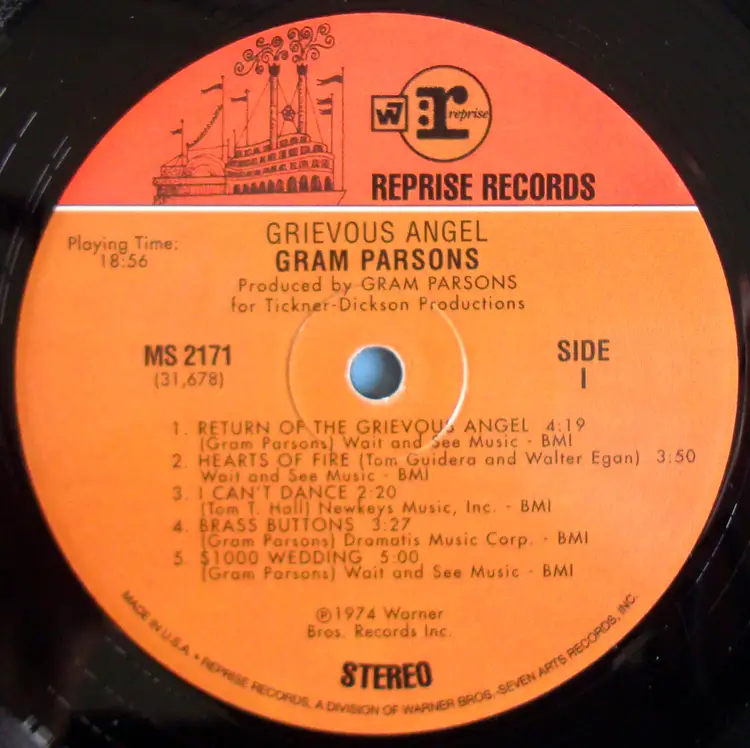 W7 r reprise
REPRISE RECORDS
Playing Time:
18:56
GRIEVOUS ANGEL
GRAM PARSONS
Produced by GRAM PARSONS
for Tickner-Dickson Productions
MS 2171
(31,678)
SIDE
1
1. RETURN OF THE GRIEVOUS ANGEL 4:19
(Gram Parsons) Wait and See Music - BMI
2. HEARTS OF FIRE (Tom Guidera and Walter Egan) 3:50
Wait and See Music - BMI
3. I CAN'T DANCE 2:20
(Tom T. Hall) Newkeys Music, Inc. - BMI
4. BRASS BUTTONS 3:27
(Gram Parsons) Dramatis Music Corp. - BMI
5. $1000 WEDDING 5:00
(Gram Parsons) Wait and See Music - BMI
℗1974 Warner
Bros. Records Inc.
STEREO
MADE IN U.S.A. • REPRISE RECORDS, A DIVISION OF WARNER BROS.-SEVEN ARTS RECORDS, INC.